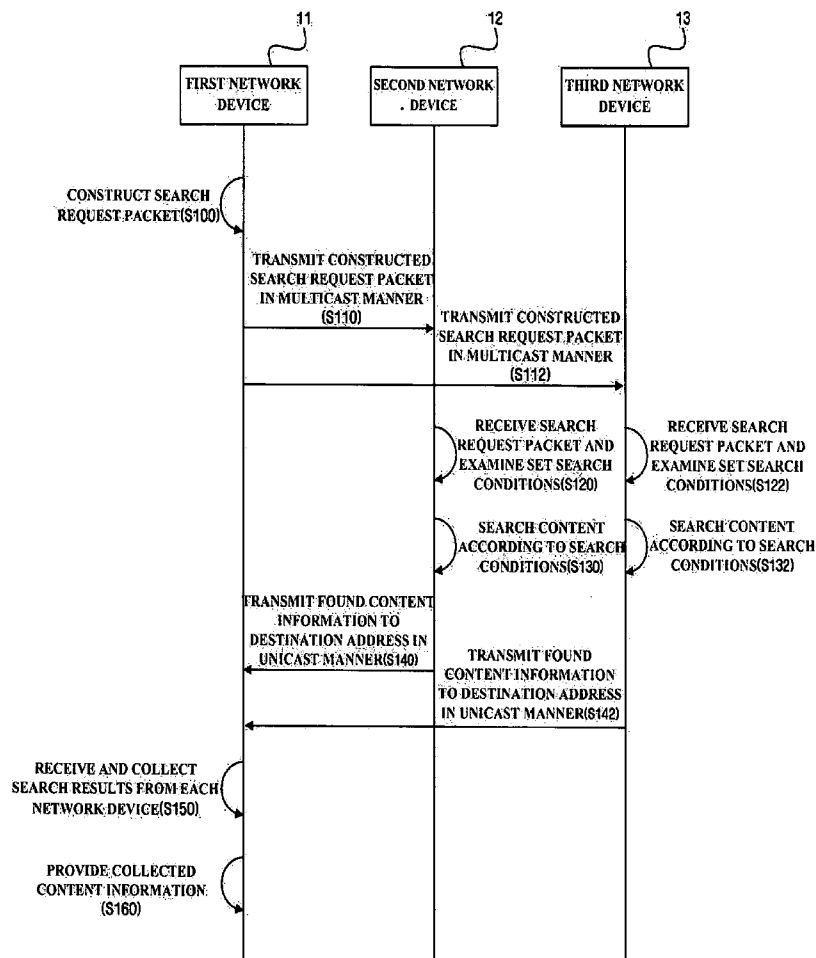 11
12
13
FIRST NETWORK
DEVICE
SECOND NETWORK
DEVICE
THIRD NETWORK
DEVICE
CONSTRUCT SEARCH
REQUEST PACKET(S100)
TRANSMIT CONSTRUCTED
SEARCH REQUEST PACKET
IN MULTICAST MANNER
(S110)
TRANSMIT CONSTRUCTED
SEARCH REQUEST PACKET
IN MULTICAST MANNER
(S112)
RECEIVE SEARCH
REQUEST PACKET AND
EXAMINE SET SEARCH
CONDITIONS(S120)
RECEIVE SEARCH
REQUEST PACKET AND
EXAMINE SET SEARCH
CONDITIONS(S122)
SEARCH CONTENT
ACCORDING TO SEARCH
CONDITIONS(S130)
SEARCH CONTENT
ACCORDING TO SEARCH
CONDITIONS(S132)
TRANSMIT FOUND CONTENT
INFORMATION TO
DESTINATION ADDRESS IN
UNICAST MANNER(S140)
TRANSMIT FOUND
CONTENT INFORMATION
TO DESTINATION ADDRESS
IN UNICAST MANNER(S142)
RECEIVE AND COLLECT
SEARCH RESULTS FROM EACH
NETWORK DEVICE(S150)
PROVIDE COLLECTED
CONTENT INFORMATION
(S160)